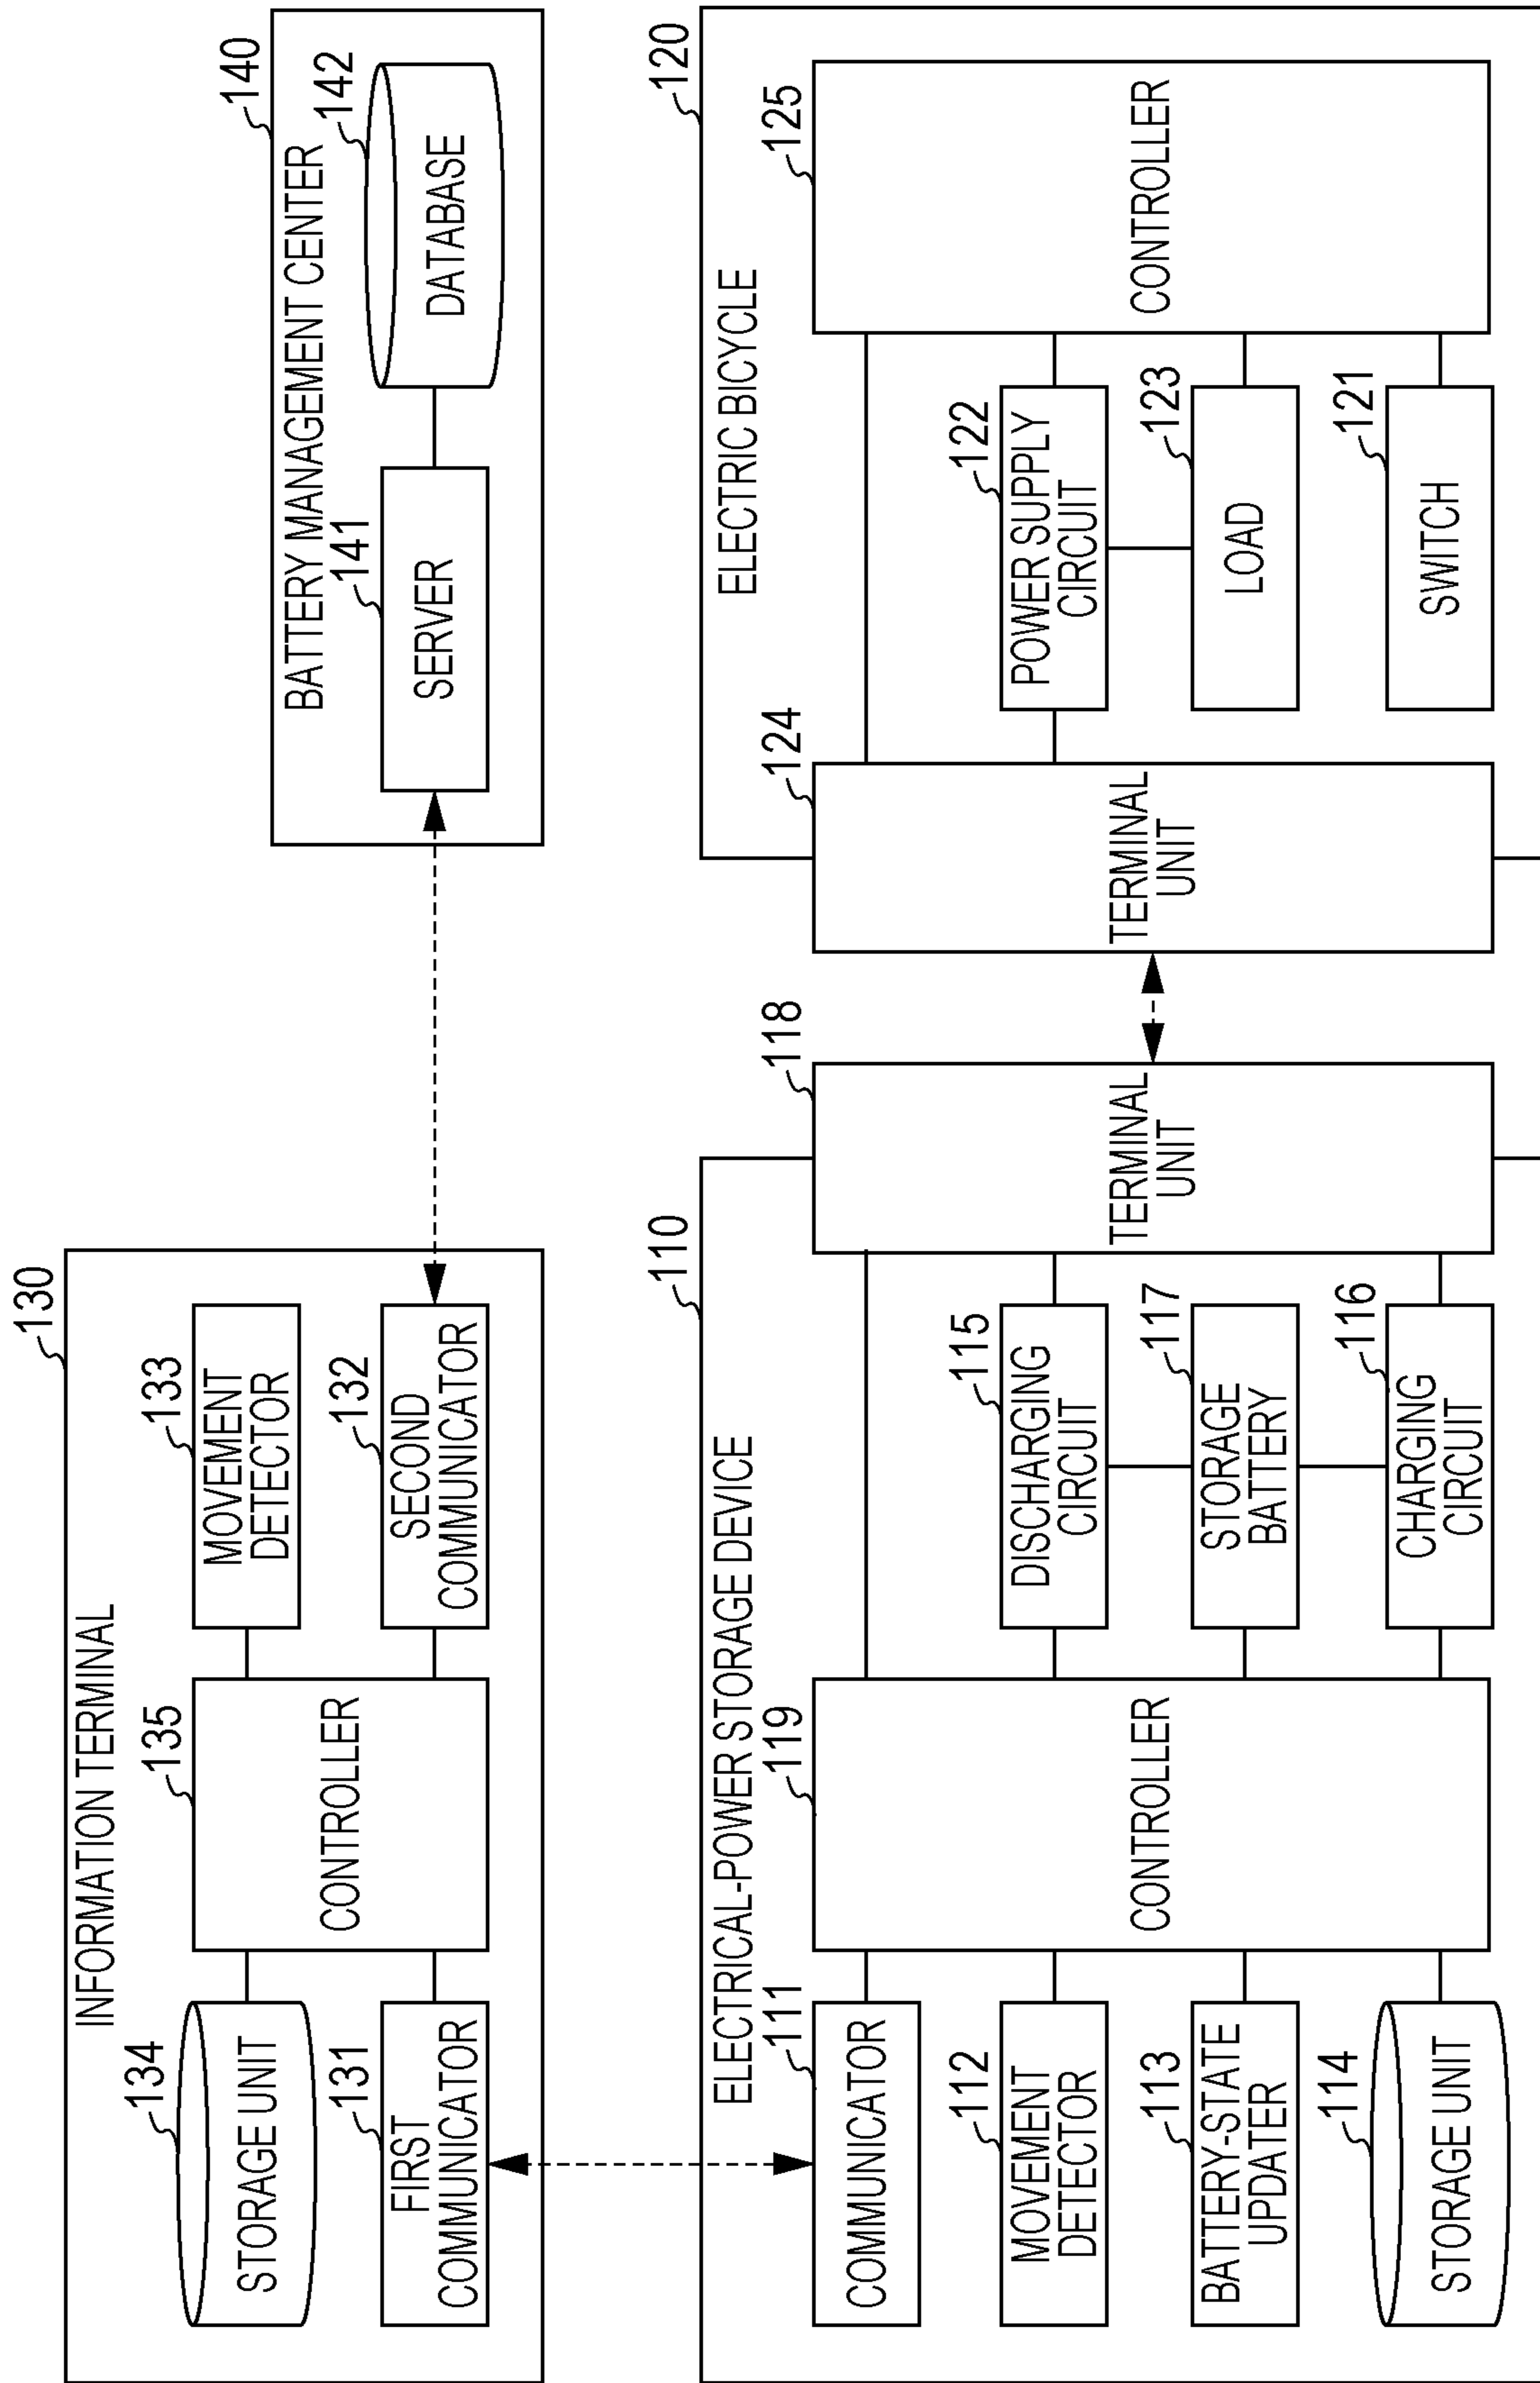 130
INFORMATION TERMINAL
134
STORAGE UNIT
135
CONTROLLER
133
MOVEMENT
DETECTOR
131
FIRST
COMMUNICATOR
132
SECOND
COMMUNICATOR
140
BATTERY MANAGEMENT CENTER
141
SERVER
142
DATABASE
110
ELECTRICAL-POWER STORAGE DEVICE
111
COMMUNICATOR
112
MOVEMENT
DETECTOR
113
BATTERY-STATE
UPDATER
114
STORAGE UNIT
119
CONTROLLER
115
DISCHARGING
CIRCUIT
117
STORAGE
BATTERY
116
CHARGING
CIRCUIT
118
TERMINAL
UNIT
120
ELECTRIC BICYCLE
124
TERMINAL
UNIT
122
POWER SUPPLY
CIRCUIT
123
LOAD
121
SWITCH
125
CONTROLLER